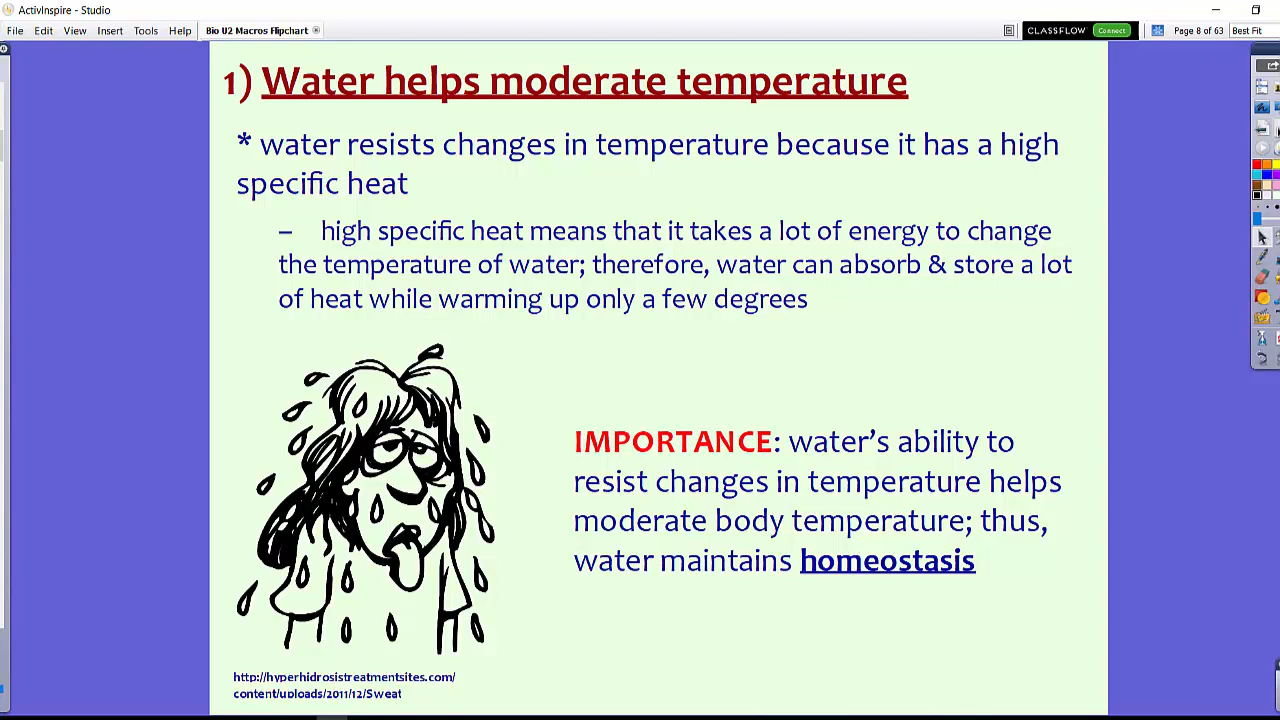 ActivInspire - Studio
File Edit View Insert Tools Help Bio U2 Macros Flipchart CLASSFLOW Connect Page 8 of 63 Best Fit
1) Water helps moderate temperature
* water resists changes in temperature because it has a high
specific heat
– high specific heat means that it takes a lot of energy to change
the temperature of water; therefore, water can absorb & store a lot
of heat while warming up only a few degrees
IMPORTANCE: water’s ability to
resist changes in temperature helps
moderate body temperature; thus,
water maintains homeostasis
http://hyperhidrosistreatmentsites.com/
content/uploads/2011/12/Sweat